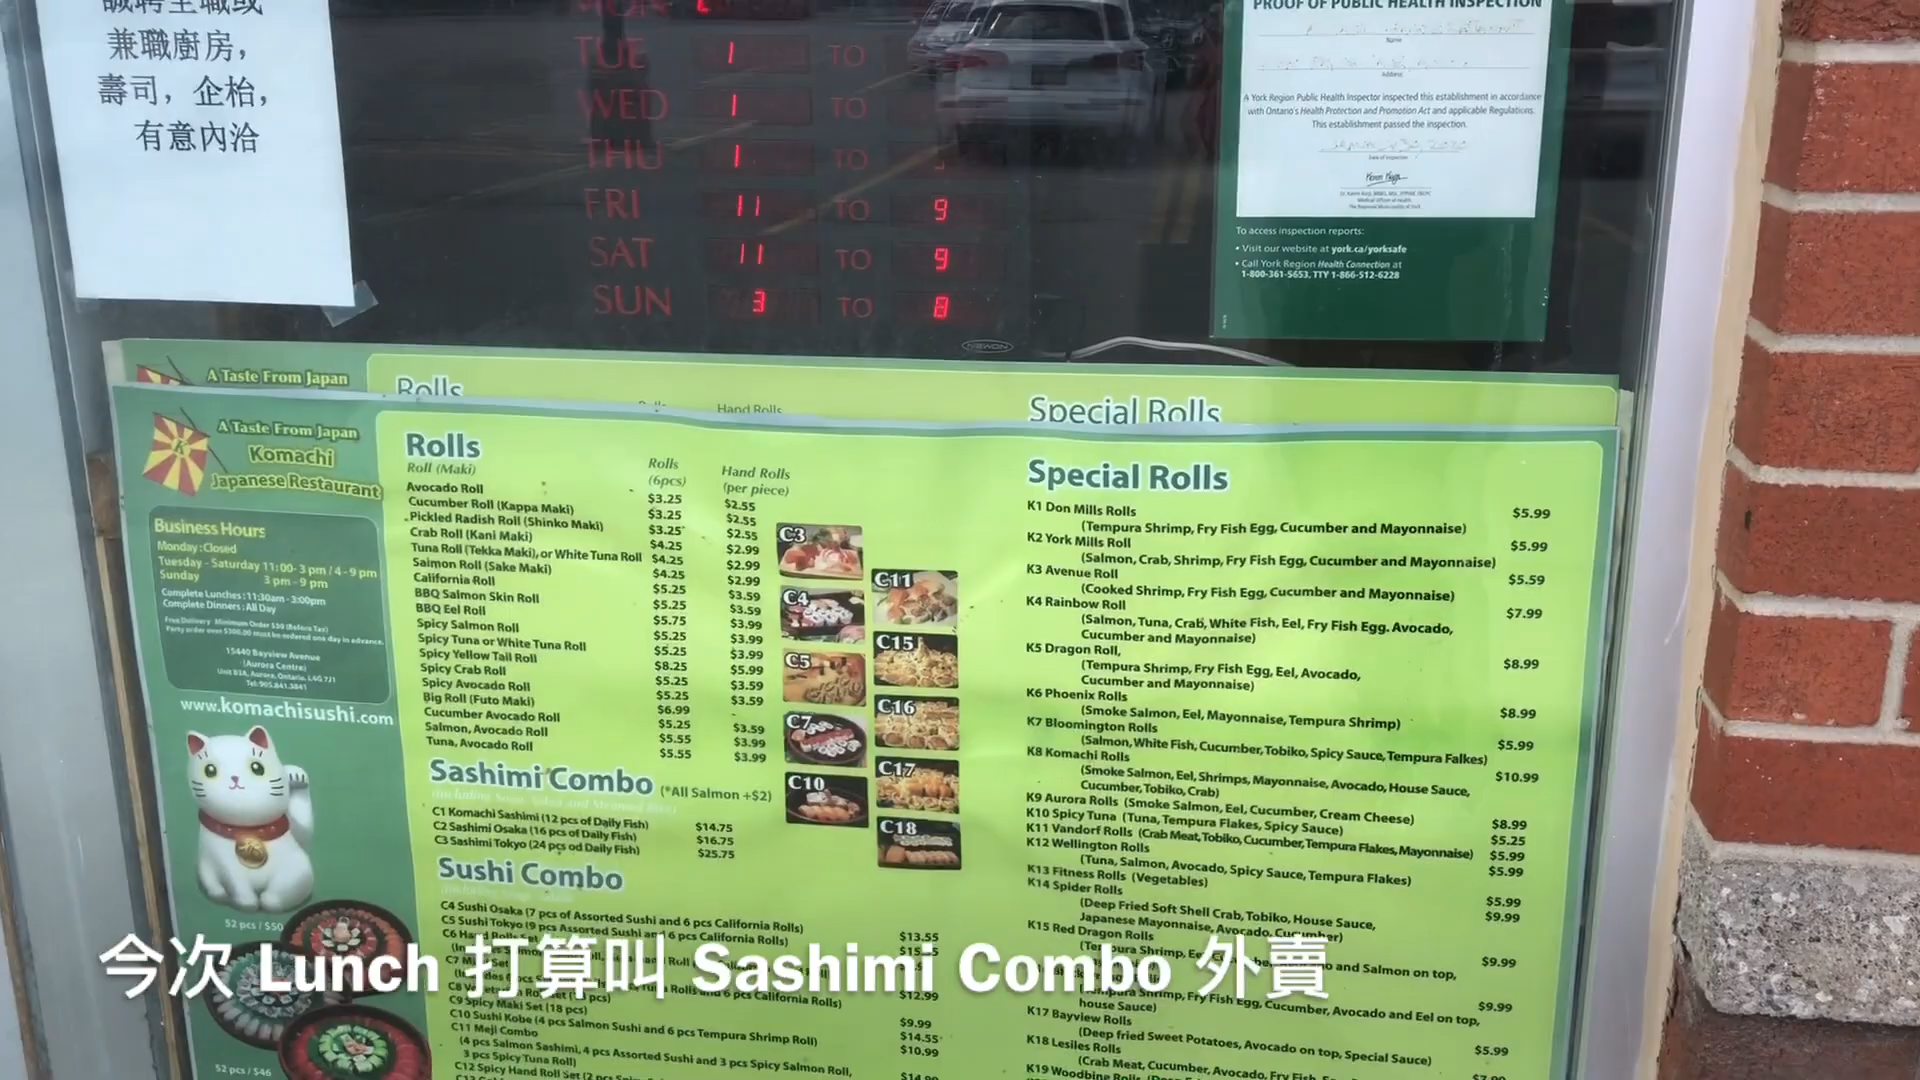 誠聘全職或
兼職廚房，
壽司，企枱，
有意內洽
MON
TUE 1 TO
WED 1 TO
THU 1 TO
FRI 11 TO 9
SAT 11 TO 9
SUN 3 TO 8
NEWON
PROOF OF PUBLIC HEALTH INSPECTION
Name
Address
A York Region Public Health Inspector inspected this establishment in accordance
with Ontario's Health Protection and Promotion Act and applicable Regulations.
This establishment passed the inspection.
Date of Inspection
To access inspection reports:
• Visit our website at york.ca/yorksafe
• Call York Region Health Connection at
1-800-361-5653, TTY 1-866-512-6228
A Taste From Japan
Rolls
Hand Rolls
Special Rolls
A Taste From Japan
Komachi
Japanese Restaurant
Business Hours
Monday : Closed
Tuesday - Saturday 11:00- 3 pm / 4 - 9 pm
Sunday 3 pm - 9 pm
Complete Lunches :11:30am - 3:00pm
Complete Dinners : All Day
Free Delivery Minimum Order $30 (Before Tax)
Party order over $300.00 must be ordered one day in advance.
15440 Bayview Avenue
(Aurora Centre)
Unit B3A, Aurora, Ontario, L4G 7J1
Tel: 905.841.3841
www.komachisushi.com
52 pcs / $50
52 pcs / $46
Rolls
Roll (Maki) Rolls (6pcs) Hand Rolls (per piece)
Avocado Roll $3.25 $2.55
Cucumber Roll (Kappa Maki) $3.25 $2.55
Pickled Radish Roll (Shinko Maki) $3.25 $2.55
Crab Roll (Kani Maki) $4.25 $2.99
Tuna Roll (Tekka Maki), or White Tuna Roll $4.25 $2.99
Salmon Roll (Sake Maki) $4.25 $2.99
California Roll $5.25 $3.59
BBQ Salmon Skin Roll $5.25 $3.59
BBQ Eel Roll $5.75 $3.99
Spicy Salmon Roll $5.25 $3.99
Spicy Tuna or White Tuna Roll $5.25 $3.99
Spicy Yellow Tail Roll $8.25 $5.99
Spicy Crab Roll $5.25 $3.59
Spicy Avocado Roll $5.25 $3.59
Big Roll (Futo Maki) $6.99 -
Cucumber Avocado Roll $5.25 $3.59
Salmon, Avocado Roll $5.55 $3.99
Tuna, Avocado Roll $5.55 $3.99
Sashimi Combo (*All Salmon +$2)
(Including Soup, Salad and Steamed Rice)
C1 Komachi Sashimi (12 pcs of Daily Fish) $14.75
C2 Sashimi Osaka (16 pcs of Daily Fish) $16.75
C3 Sashimi Tokyo (24 pcs od Daily Fish) $25.75
Sushi Combo
C4 Sushi Osaka (7 pcs of Assorted Sushi and 6 pcs California Rolls) $13.55
C5 Sushi Tokyo (9 pcs Assorted Sushi and 6 pcs California Rolls)
C6 Hand Rolls Set
C7 Maki Set
Rolls and 6 pcs California Rolls) $12.99
C8
C9 Spicy Maki Set (18 pcs) $9.99
C10 Sushi Kobe (4 pcs Salmon Sushi and 6 pcs Tempura Shrimp Roll) $14.55
C11 Meji Combo $10.99
(4 pcs Salmon Sashimi, 4 pcs Assorted Sushi and 3 pcs Spicy Salmon Roll,
3 pcs Spicy Tuna Roll)
C12 Spicy Hand Roll Set (2 pcs
C3
C4
C5
C7
C10
C11
C15
C16
C17
C18
Special Rolls
K1 Don Mills Rolls $5.99
(Tempura Shrimp, Fry Fish Egg, Cucumber and Mayonnaise)
K2 York Mills Roll $5.99
(Salmon, Crab, Shrimp, Fry Fish Egg, Cucumber and Mayonnaise)
K3 Avenue Roll $5.59
(Cooked Shrimp, Fry Fish Egg, Cucumber and Mayonnaise)
K4 Rainbow Roll $7.99
(Salmon, Tuna, Crab, White Fish, Eel, Fry Fish Egg. Avocado,
Cucumber and Mayonnaise)
K5 Dragon Roll, $8.99
(Tempura Shrimp, Fry Fish Egg, Eel, Avocado,
Cucumber and Mayonnaise)
K6 Phoenix Rolls $8.99
(Smoke Salmon, Eel, Mayonnaise, Tempura Shrimp)
K7 Bloomington Rolls $5.99
(Salmon, White Fish, Cucumber, Tobiko, Spicy Sauce, Tempura Falkes)
K8 Komachi Rolls $10.99
(Smoke Salmon, Eel, Shrimps, Mayonnaise, Avocado, House Sauce,
Cucumber, Tobiko, Crab)
K9 Aurora Rolls (Smoke Salmon, Eel, Cucumber, Cream Cheese) $8.99
K10 Spicy Tuna (Tuna, Tempura Flakes, Spicy Sauce) $5.25
K11 Vandorf Rolls (Crab Meat, Tobiko, Cucumber, Tempura Flakes, Mayonnaise) $5.99
K12 Wellington Rolls $5.99
(Tuna, Salmon, Avocado, Spicy Sauce, Tempura Flakes)
K13 Fitness Rolls (Vegetables) $5.99
K14 Spider Rolls $9.99
(Deep Fried Soft Shell Crab, Tobiko, House Sauce,
Japanese Mayonnaise, Avocado, Cucumber)
K15 Red Dragon Rolls $9.99
(Tempura Shrimp, and Salmon on top,
$9.99
Tempura Shrimp, Fry Fish Egg, Cucumber, Avocado and Eel on top,
house Sauce)
K17 Bayview Rolls $5.99
(Deep fried Sweet Potatoes, Avocado on top, Special Sauce)
K18 Lesiles Rolls
(Crab Meat, Cucumber, Avocado, Fry Fish
K19 Woodbine Rolls
今次 Lunch 打算叫 Sashimi Combo 外賣